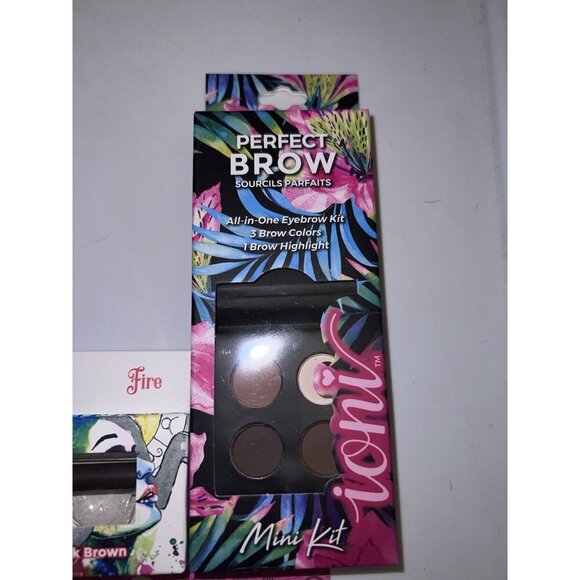 PERFECT
BROW
SOURCILS PARFAITS
All-in-One Eyebrow Kit
3 Brow Colors
1 Brow Highlight
ioni™
Mini Kit
Fire
k Brown